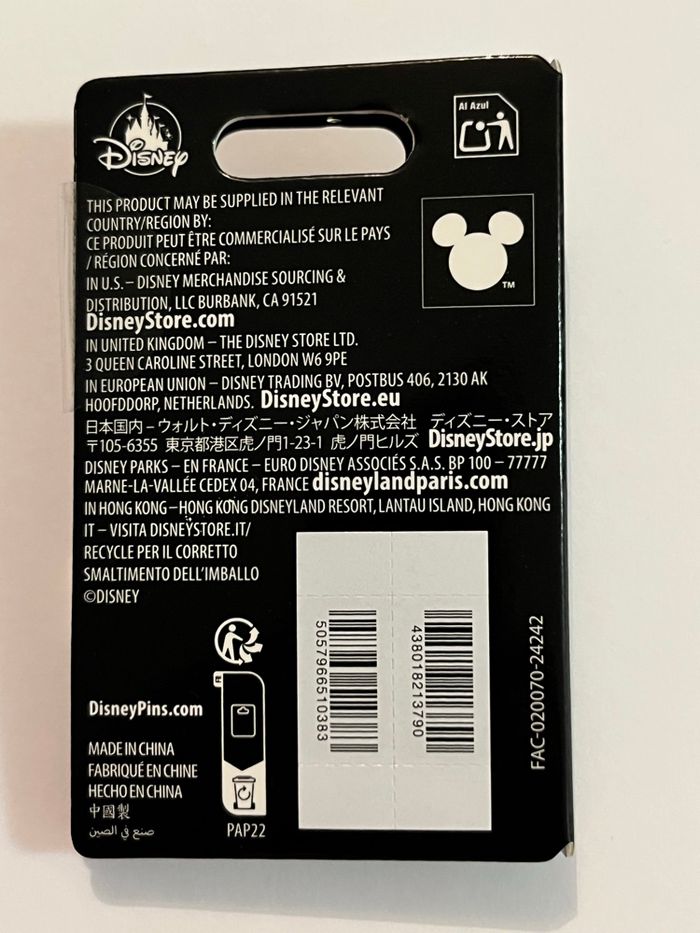 Disney
Al Azul
THIS PRODUCT MAY BE SUPPLIED IN THE RELEVANT
COUNTRY/REGION BY:
CE PRODUIT PEUT ÊTRE COMMERCIALISÉ SUR LE PAYS
/ RÉGION CONCERNÉ PAR:
IN U.S. – DISNEY MERCHANDISE SOURCING &
DISTRIBUTION, LLC BURBANK, CA 91521
DisneyStore.com
TM
IN UNITED KINGDOM – THE DISNEY STORE LTD.
3 QUEEN CAROLINE STREET, LONDON W6 9PE
IN EUROPEAN UNION – DISNEY TRADING BV, POSTBUS 406, 2130 AK
HOOFDDORP, NETHERLANDS. DisneyStore.eu
日本国内 – ウォルト・ディズニー・ジャパン株式会社 ディズニー・ストア
〒105-6355 東京都港区虎ノ門1-23-1 虎ノ門ヒルズ DisneyStore.jp
DISNEY PARKS – EN FRANCE – EURO DISNEY ASSOCIÉS S.A.S. BP 100 – 77777
MARNE-LA-VALLÉE CEDEX 04, FRANCE disneylandparis.com
IN HONG KONG – HONG KONG DISNEYLAND RESORT, LANTAU ISLAND, HONG KONG
IT – VISITA DISNEYSTORE.IT/
RECYCLE PER IL CORRETTO
SMALTIMENTO DELL'IMBALLO
©DISNEY
FR
DisneyPins.com
MADE IN CHINA
FABRIQUÉ EN CHINE
HECHO EN CHINA
中國製
صنع في الصين
PAP22
5057966510383
438018213790
FAC-020070-24242